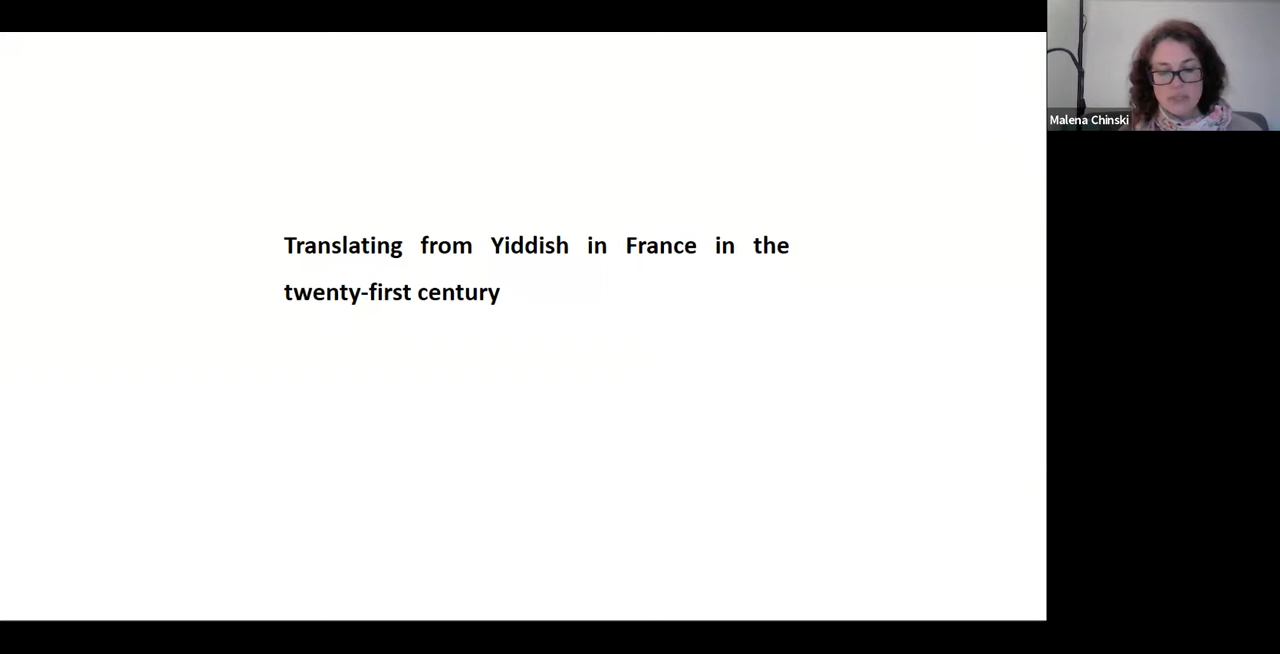 Translating from Yiddish in France in the
twenty-first century
Malena Chinski